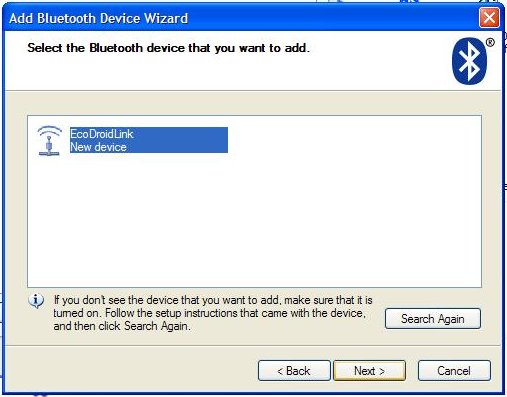 Add Bluetooth Device Wizard
Select the Bluetooth device that you want to add.
®
EcoDroidLink
New device
If you don't see the device that you want to add, make sure that it is
turned on. Follow the setup instructions that came with the device,
and then click Search Again.
Search Again
< Back
Next >
Cancel